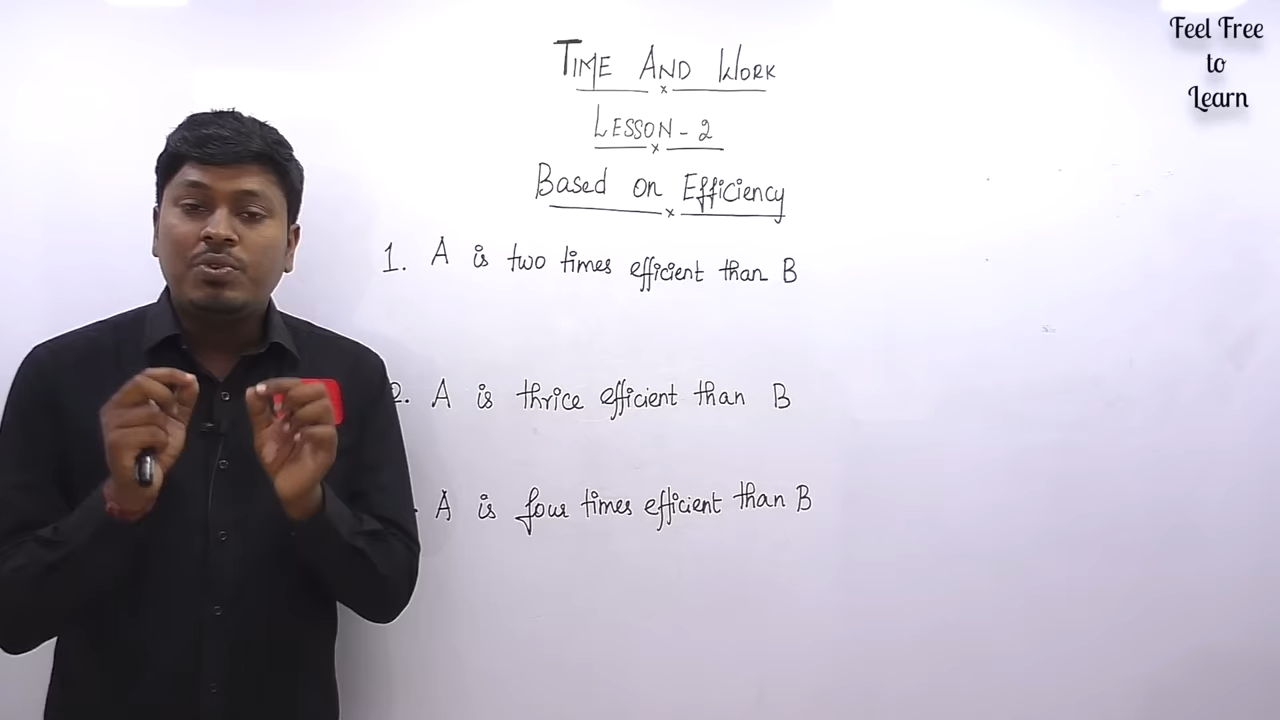 Feel Free
to
Learn
TIME AND WORK
LESSON - 2
Based on Efficiency
1. A is two times efficient than B
2. A is thrice efficient than B
. A is four times efficient than B